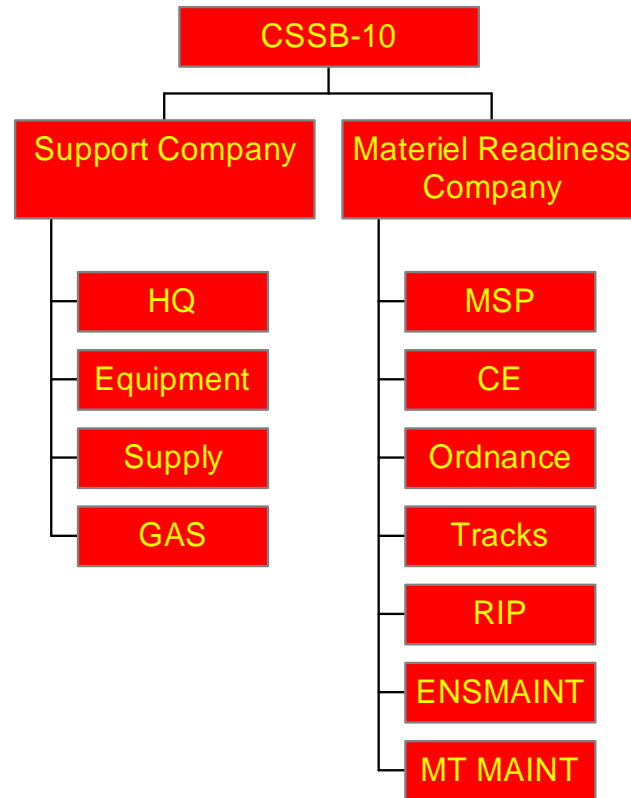 CSSB-10
Support Company
Materiel Readiness
Company
HQ
Equipment
Supply
GAS
MSP
CE
Ordnance
Tracks
RIP
ENSMAINT
MT MAINT